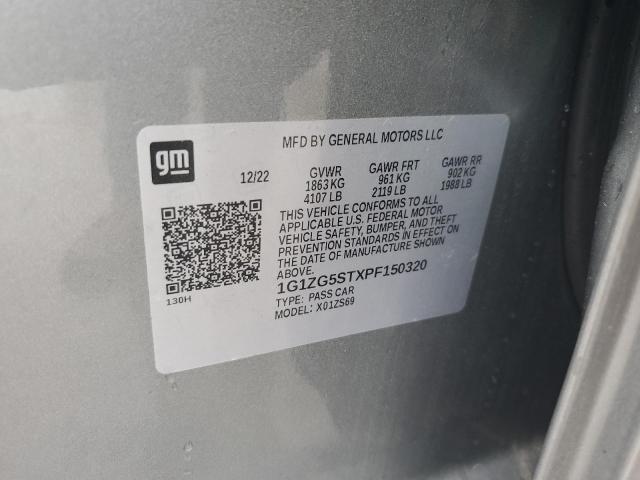 MFD BY GENERAL MOTORS LLC
gm
12/22 GVWR GAWR FRT GAWR RR
1863 KG 961 KG 902 KG
4107 LB 2119 LB 1988 LB
THIS VEHICLE CONFORMS TO ALL
APPLICABLE U.S. FEDERAL MOTOR
VEHICLE SAFETY, BUMPER, AND THEFT
PREVENTION STANDARDS IN EFFECT ON
THE DATE OF MANUFACTURE SHOWN
ABOVE.
1G1ZG5STXPF150320
TYPE: PASS CAR
MODEL: X01ZS69
130H